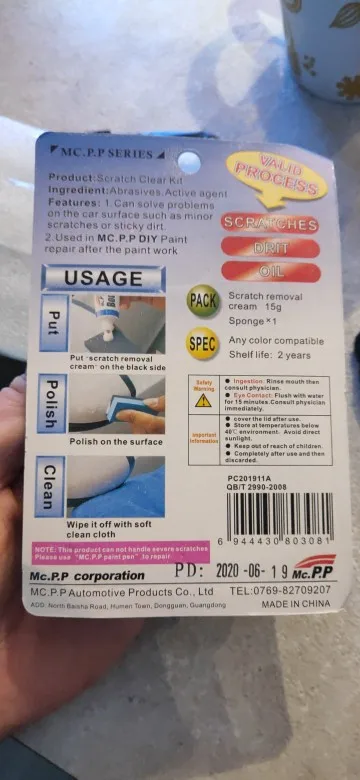 MC.P.P SERIES
VALID PROCESS
Product:Scratch Clear Kit
Ingredient:Abrasives,Active agent
Features: 1.Can solve problems
on the car surface such as minor
scratches or sticky dirt.
2.Used in MC.P.P DIY Paint
repair after the paint work
SCRATCHES
DRIT
OIL
USAGE
Put
Put "scratch removal
cream" on the black side
Polish
Polish on the surface
Clean
Wipe it off with soft
clean cloth
PACK
Scratch removal
cream 15g
Sponge×1
SPEC
Any color compatible
Shelf life: 2 years
Safety
Warning
● Ingestion: Rinse mouth then
consult physician.
● Eye Contact: Flush with water
for 15 minutes.Consult physician
immediately.
Important
Information
● cover the lid after use.
● Store at temperatures below
40℃ environment. Avoid direct
sunlight.
● Keep out of reach of children.
● Completely after use and then
discarded.
PC201911A
QB/T 2990-2008
6 944430 803081
NOTE: This product can not handle severe scratches
Please use "MC.P.P paint pen" to repair
Mc.P.P corporation
PD: 2020-06-19
Mc.P.P
MC.P.P Automotive Products Co., Ltd
TEL:0769-82709207
ADD: North Baisha Road, Humen Town, Dongguan, Guangdong
MADE IN CHINA